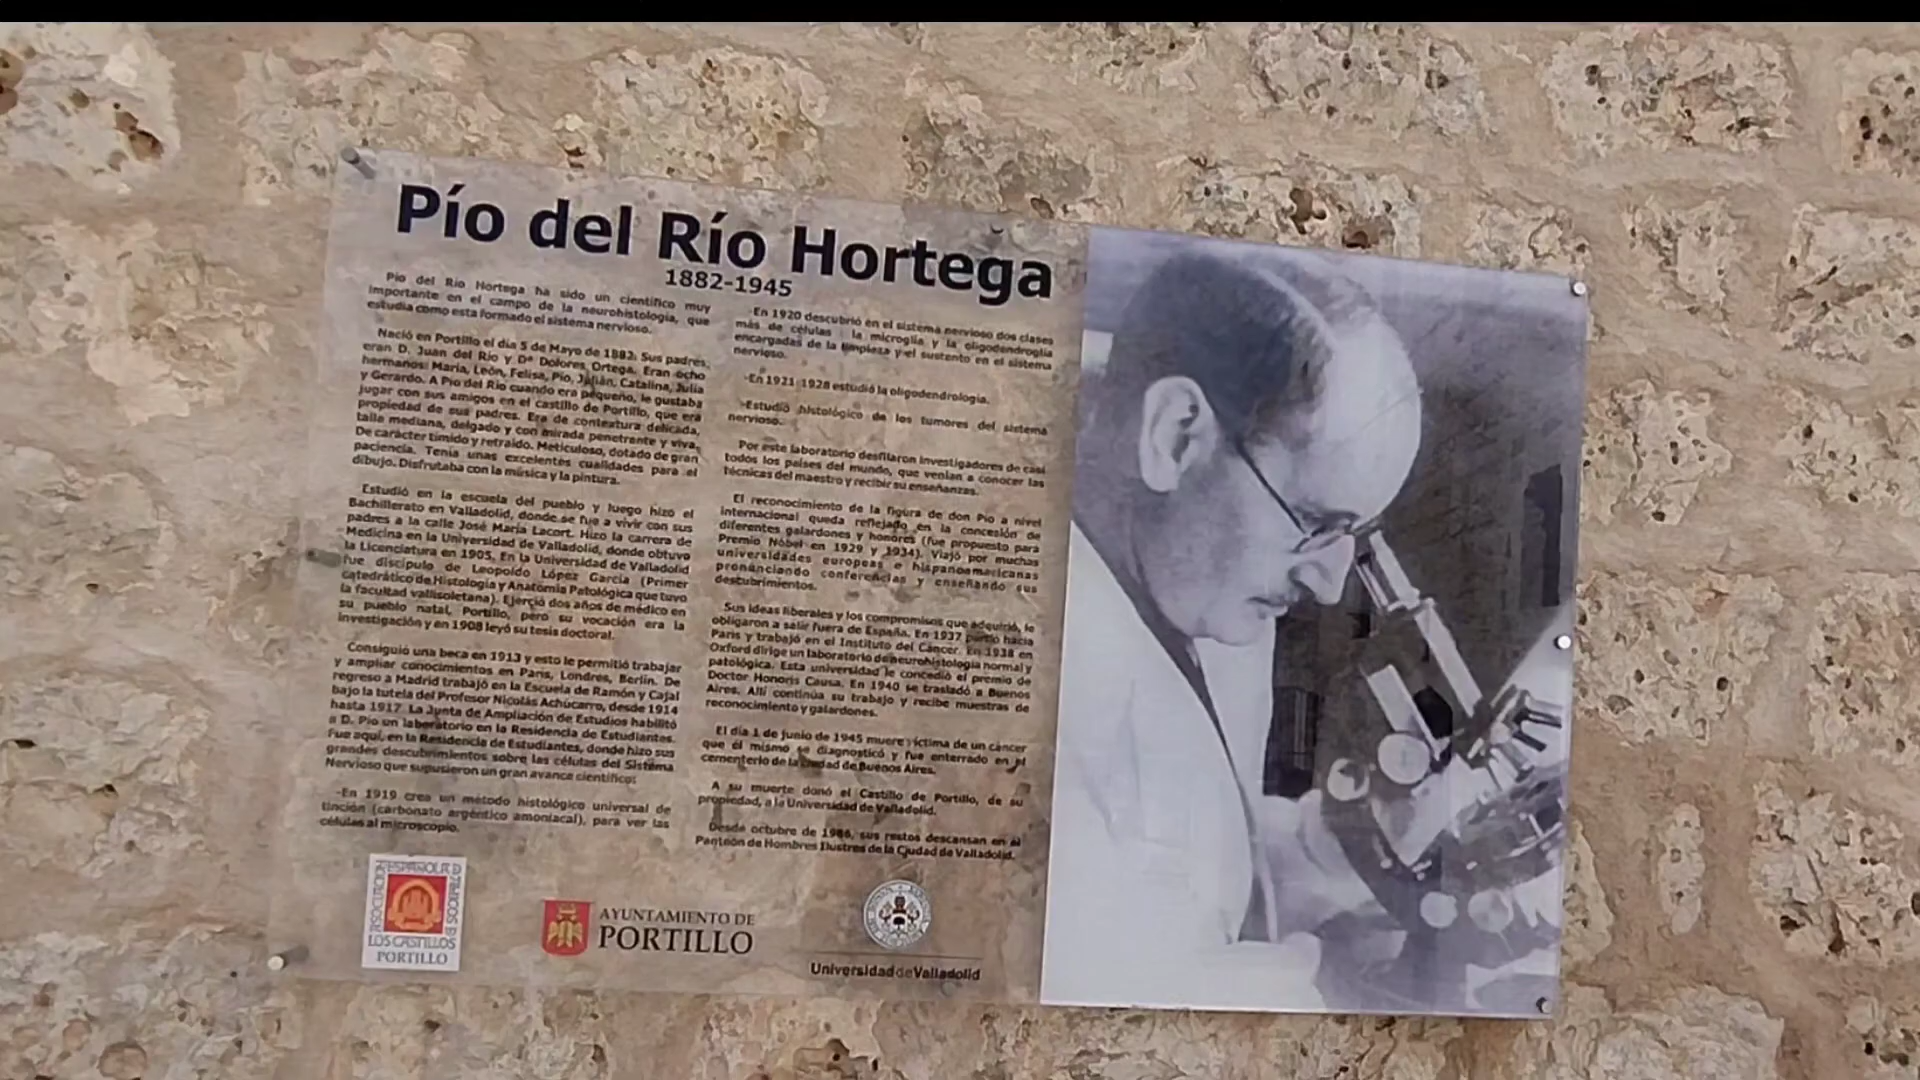 Pío del Río Hortega
1882-1945
Pio del Río Hortega ha sido un científico muy
importante en el campo de la neurohistología, que
estudia como esta formado el sistema nervioso.
Nació en Portillo el día 5 de Mayo de 1882. Sus padres,
eran D. Juan del Río y Dª Dolores Ortega. Eran ocho
hermanos: María, León, Felisa, Pío, Julián, Catalina, Julia
y Gerardo. A Pío del Río cuando era pequeño, le gustaba
jugar con sus amigos en el castillo de Portillo, que era
propiedad de sus padres. Era de contextura delicada,
talla mediana, delgado y con mirada penetrante y viva.
De carácter tímido y retraído. Meticuloso, dotado de gran
paciencia. Tenía unas excelentes cualidades para el
dibujo. Disfrutaba con la música y la pintura.
Estudió en la escuela del pueblo y luego hizo el
Bachillerato en Valladolid, donde se fue a vivir con sus
padres a la calle José María Lacort. Hizo la carrera de
Medicina en la Universidad de Valladolid, donde obtuvo
la Licenciatura en 1905. En la Universidad de Valladolid
fue discípulo de Leopoldo López García (Primer
catedrático de Histología y Anatomía Patológica que tuvo
la facultad vallisoletana). Ejerció dos años de médico en
su pueblo natal, Portillo, pero su vocación era la
investigación y en 1908 leyó su tesis doctoral.
Consiguió una beca en 1913 y esto le permitió trabajar
y ampliar conocimientos en París, Londres, Berlín. De
regreso a Madrid trabajó en la Escuela de Ramón y Cajal
bajo la tutela del Profesor Nicolás Achúcarro, desde 1914
hasta 1917. La Junta de Ampliación de Estudios habilitó
a D. Pío un laboratorio en la Residencia de Estudiantes.
Fue aquí, en la Residencia de Estudiantes, donde hizo sus
grandes descubrimientos sobre las células del Sistema
Nervioso que supusieron un gran avance científico:
-En 1919 crea un método histológico universal de
tinción (carbonato argéntico amoniacal), para ver las
células al microscopio.
-En 1920 descubrió en el sistema nervioso dos clases
más de células : la microglia y la oligodendroglia
encargadas de la limpieza y el sustento en el sistema
nervioso.
-En 1921-1928 estudió la oligodendrología.
-Estudio histológico de los tumores del sistema
nervioso.
Por este laboratorio desfilaron investigadores de casi
todos los países del mundo, que venían a conocer las
técnicas del maestro y recibir su enseñanzas.
El reconocimiento de la figura de don Pío a nivel
internacional queda reflejado en la concesión de
diferentes galardones y honores (fue propuesto para
Premio Nóbel en 1929 y 1934). Viajó por muchas
universidades europeas e hispanoamericanas
pronunciando conferencias y enseñando sus
descubrimientos.
Sus ideas liberales y los compromisos que adquirió, le
obligaron a salir fuera de España. En 1937 partió hacia
París y trabajó en el Instituto del Cáncer. En 1938 en
Oxford dirige un laboratorio de neurohistología normal y
patológica. Esta universidad le concedió el premio de
Doctor Honoris Causa. En 1940 se trasladó a Buenos
Aires. Allí continúa su trabajo y recibe muestras de
reconocimiento y galardones.
El día 1 de junio de 1945 muere víctima de un cáncer
que él mismo se diagnosticó y fue enterrado en el
cementerio de la ciudad de Buenos Aires.
A su muerte donó el Castillo de Portillo, de su
propiedad, a la Universidad de Valladolid.
Desde octubre de 1986, sus restos descansan en el
Panteón de Hombres Ilustres de la Ciudad de Valladolid.
ASOCIACIÓN ESPAÑOLA DE AMIGOS DE
LOS CASTILLOS
PORTILLO
AYUNTAMIENTO DE
PORTILLO
Universidad de Valladolid